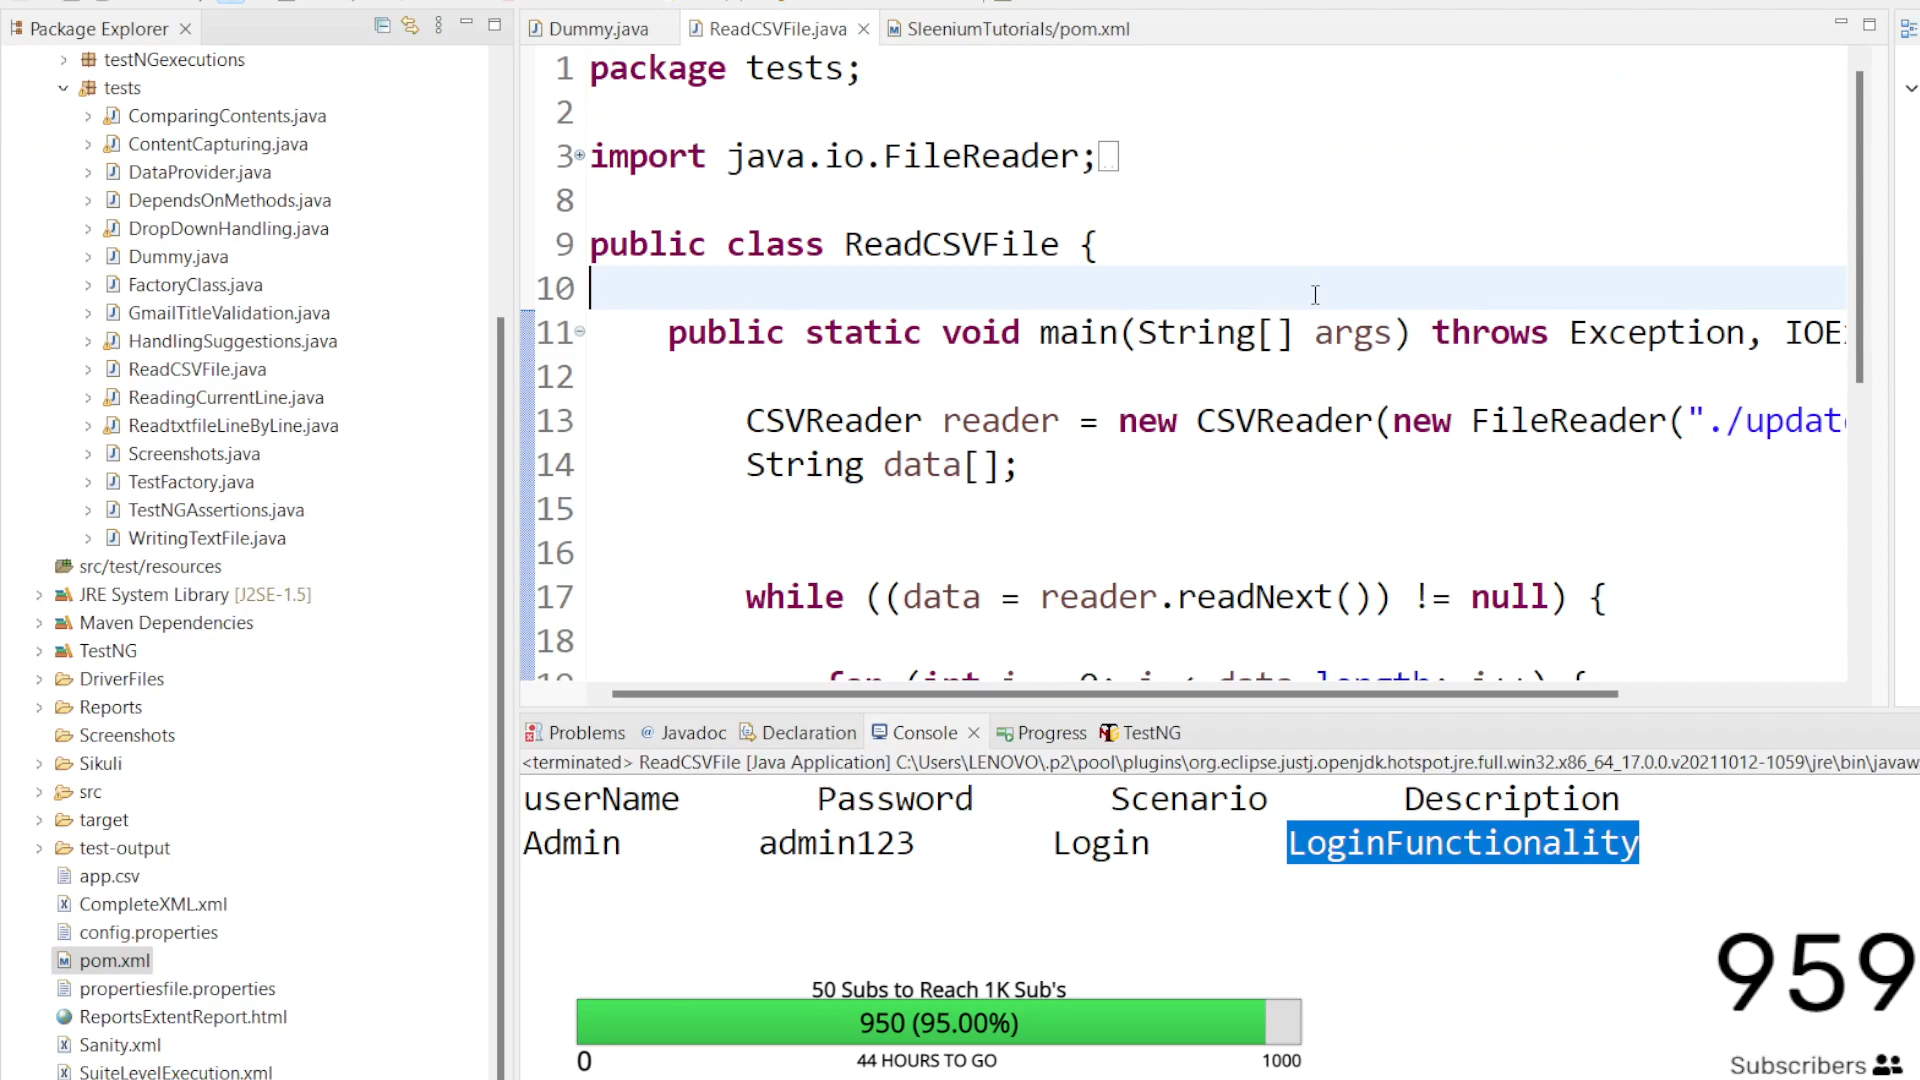 Package Explorer
testNGexecutions
tests
ComparingContents.java
ContentCapturing.java
DataProvider.java
DependsOnMethods.java
DropDownHandling.java
Dummy.java
FactoryClass.java
GmailTitleValidation.java
HandlingSuggestions.java
ReadCSVFile.java
ReadingCurrentLine.java
ReadtxtfileLineByLine.java
Screenshots.java
TestFactory.java
TestNGAssertions.java
WritingTextFile.java
src/test/resources
JRE System Library [J2SE-1.5]
Maven Dependencies
TestNG
DriverFiles
Reports
Screenshots
Sikuli
src
target
test-output
app.csv
CompleteXML.xml
config.properties
pom.xml
propertiesfile.properties
ReportsExtentReport.html
Sanity.xml
SuiteLevelExecution.xml
Dummy.java ReadCSVFile.java SleeniumTutorials/pom.xml
1 package tests;
2
3 import java.io.FileReader;
8
9 public class ReadCSVFile {
10
11 public static void main(String[] args) throws Exception, IOEx
12
13 CSVReader reader = new CSVReader(new FileReader("./update
14 String data[];
15
16
17 while ((data = reader.readNext()) != null) {
18
19 for (int i = 0; i < data.length; i++) {
Problems Javadoc Declaration Console Progress TestNG
<terminated> ReadCSVFile [Java Application] C:\Users\LENOVO\.p2\pool\plugins\org.eclipse.justj.openjdk.hotspot.jre.full.win32.x86_64_17.0.0.v20211012-1059\jre\bin\javaw
userName Password Scenario Description
Admin admin123 Login LoginFunctionality
50 Subs to Reach 1K Sub's
950 (95.00%)
0 44 HOURS TO GO 1000
959
Subscribers